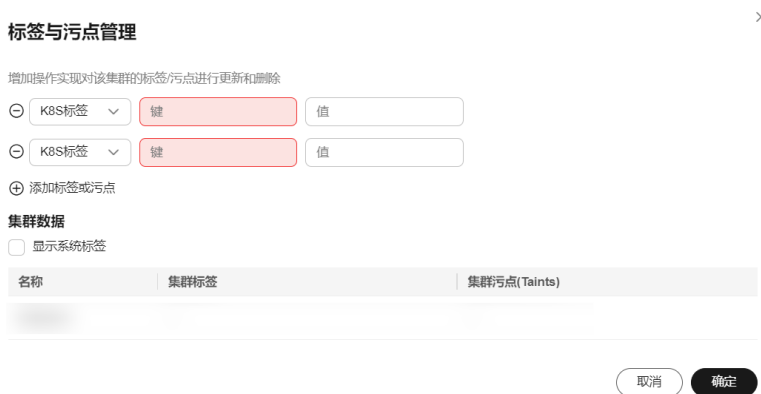 标签与污点管理
增加操作实现对该集群的标签/污点进行更新和删除
K8S标签 键 值
K8S标签 键 值
添加标签或污点
集群数据
显示系统标签
名称 集群标签 集群污点(Taints)
取消 确定